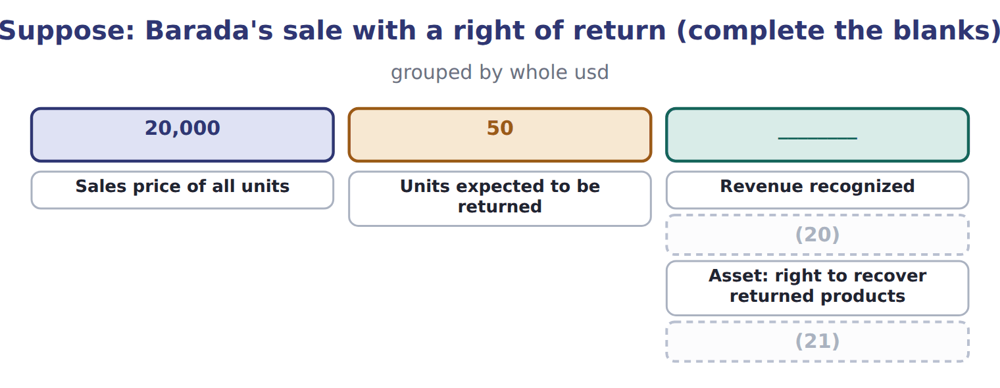 Suppose: Barada's sale with a right of return (complete the blanks)
grouped by whole usd
20,000
50
________
Sales price of all units
Units expected to be
returned
Revenue recognized
(20)
Asset: right to recover
returned products
(21)